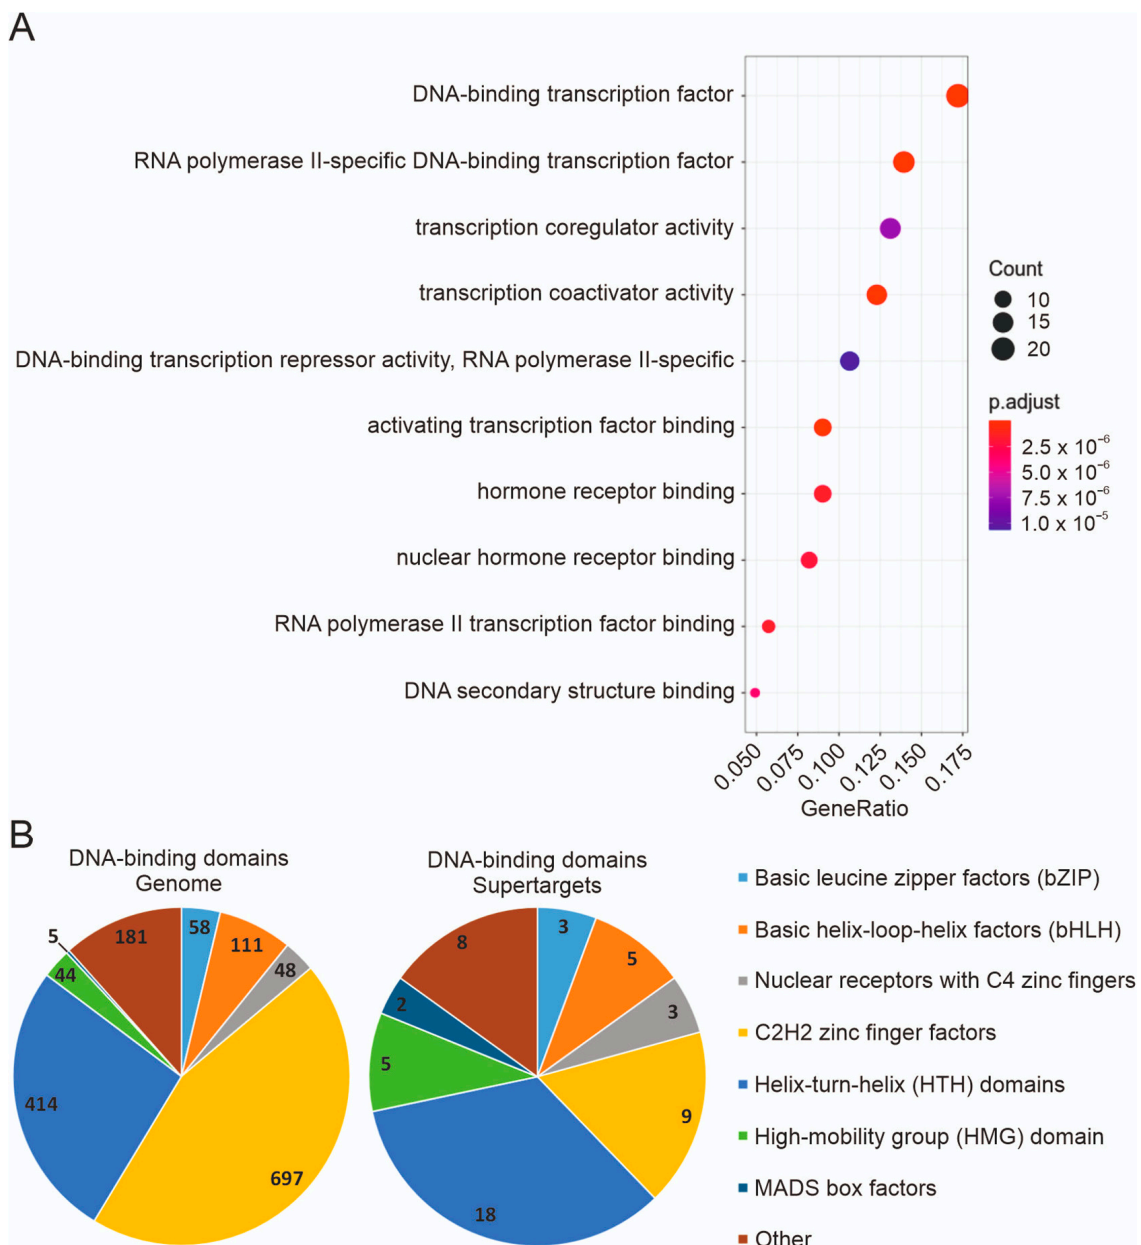 A
DNA-binding transcription factor
RNA polymerase II-specific DNA-binding transcription factor
transcription coregulator activity
transcription coactivator activity
DNA-binding transcription repressor activity, RNA polymerase II-specific
activating transcription factor binding
hormone receptor binding
nuclear hormone receptor binding
RNA polymerase II transcription factor binding
DNA secondary structure binding
0.050
0.075
0.100
0.125
0.150
0.175
GeneRatio
Count
10
15
20
p.adjust
2.5 x 10⁻⁶
5.0 x 10⁻⁶
7.5 x 10⁻⁶
1.0 x 10⁻⁵
B
DNA-binding domains
Genome
58
111
48
697
414
44
5
181
DNA-binding domains
Supertargets
3
5
3
9
18
5
2
8
Basic leucine zipper factors (bZIP)
Basic helix-loop-helix factors (bHLH)
Nuclear receptors with C4 zinc fingers
C2H2 zinc finger factors
Helix-turn-helix (HTH) domains
High-mobility group (HMG) domain
MADS box factors
Other